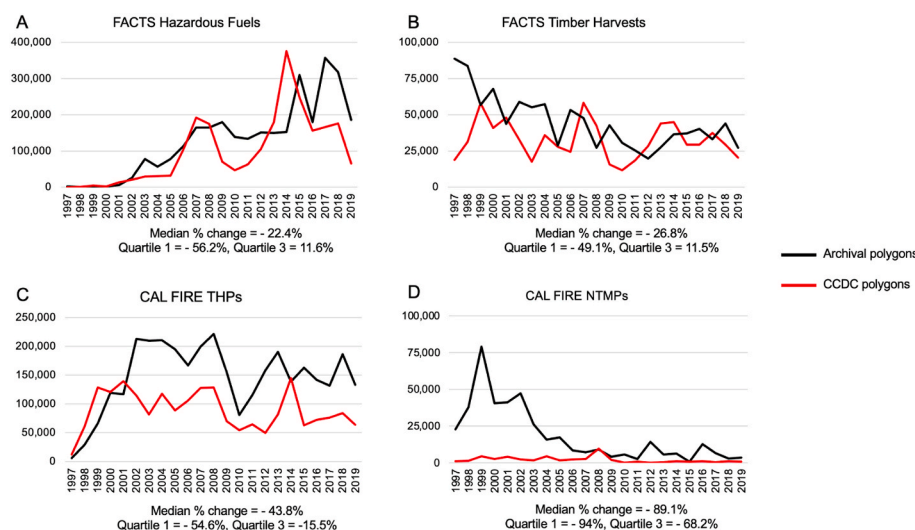 A
FACTS Hazardous Fuels
400,000
300,000
200,000
100,000
0
1997 1998 1999 2000 2001 2002 2003 2004 2005 2006 2007 2008 2009 2010 2011 2012 2013 2014 2015 2016 2017 2018 2019
Median % change = - 22.4%
Quartile 1 = - 56.2%, Quartile 3 = 11.6%
B
FACTS Timber Harvests
100,000
75,000
50,000
25,000
0
1997 1998 1999 2000 2001 2002 2003 2004 2005 2006 2007 2008 2009 2010 2011 2012 2013 2014 2015 2016 2017 2018 2019
Median % change = - 26.8%
Quartile 1 = - 49.1%, Quartile 3 = 11.5%
Archival polygons
CCDC polygons
C
CAL FIRE THPs
250,000
200,000
150,000
100,000
50,000
0
1997 1998 1999 2000 2001 2002 2003 2004 2005 2006 2007 2008 2009 2010 2011 2012 2013 2014 2015 2016 2017 2018 2019
Median % change = - 43.8%
Quartile 1 = - 54.6%, Quartile 3 = -15.5%
D
CAL FIRE NTMPs
100,000
75,000
50,000
25,000
0
1997 1998 1999 2000 2001 2002 2003 2004 2005 2006 2007 2008 2009 2010 2011 2012 2013 2014 2015 2016 2017 2018 2019
Median % change = - 89.1%
Quartile 1 = - 94%, Quartile 3 = - 68.2%